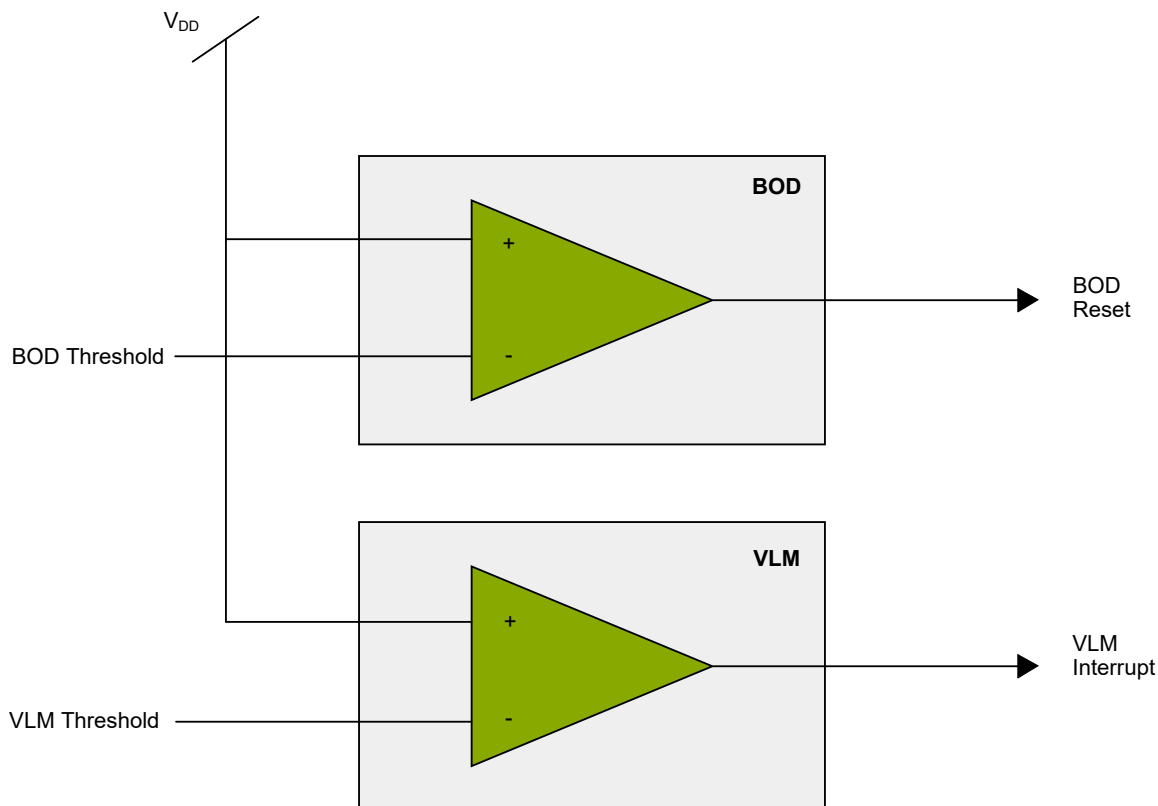 VDD
BOD
+
BOD
Reset
BOD Threshold
-
VLM
+
VLM
Interrupt
VLM Threshold
-